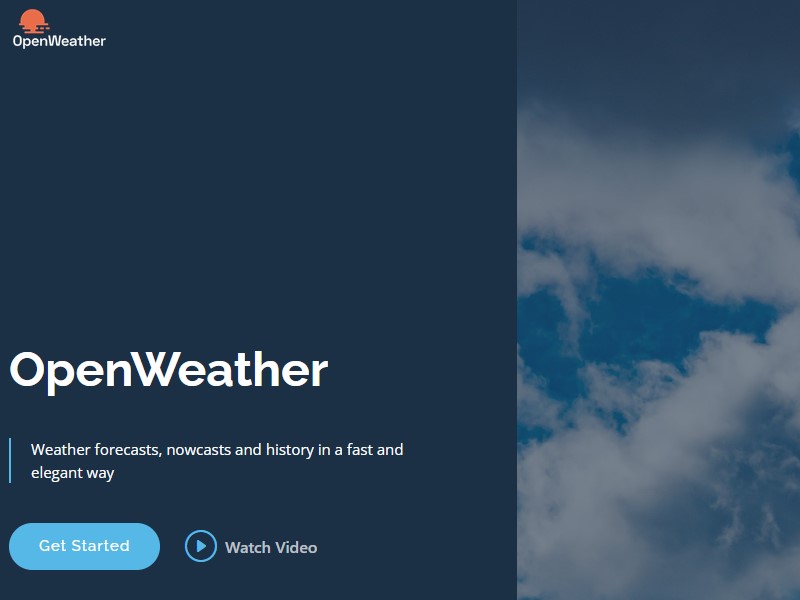 OpenWeather
OpenWeather
Weather forecasts, nowcasts and history in a fast and
elegant way
Get Started
Watch Video